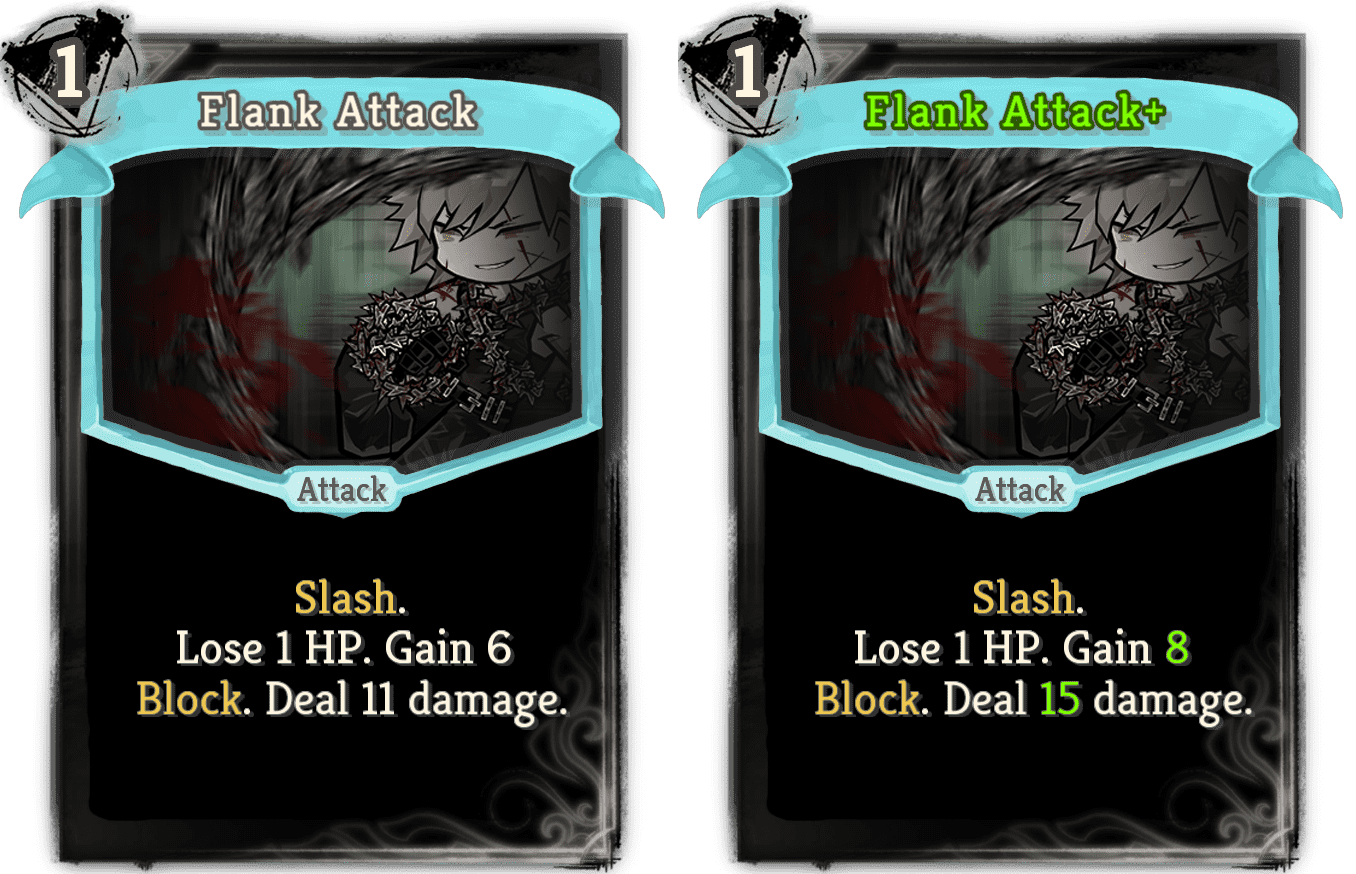 1
Flank Attack
Attack
Slash.
Lose 1 HP. Gain 6
Block. Deal 11 damage.
1
Flank Attack+
Attack
Slash.
Lose 1 HP. Gain 8
Block. Deal 15 damage.